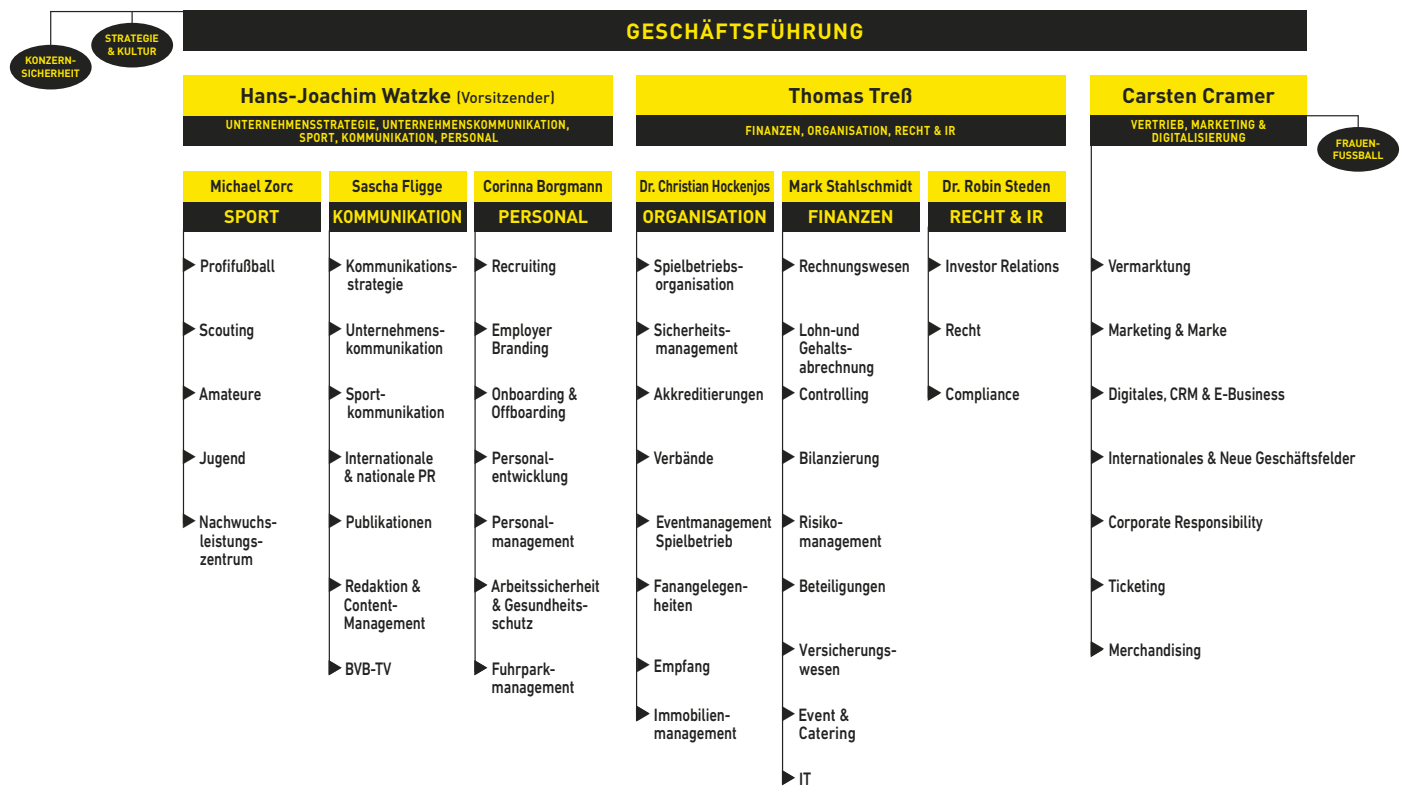 GESCHÄFTSFÜHRUNG
STRATEGIE
& KULTUR
KONZERN-
SICHERHEIT
Hans-Joachim Watzke (Vorsitzender)
UNTERNEHMENSSTRATEGIE, UNTERNEHMENSKOMMUNIKATION,
SPORT, KOMMUNIKATION, PERSONAL
Thomas Treß
FINANZEN, ORGANISATION, RECHT & IR
Carsten Cramer
VERTRIEB, MARKETING &
DIGITALISIERUNG
FRAUEN-
FUSSBALL
Michael Zorc
SPORT
Profifußball
Scouting
Amateure
Jugend
Nachwuchs-
leistungs-
zentrum
Sascha Fligge
KOMMUNIKATION
Kommunikations-
strategie
Unternehmens-
kommunikation
Sport-
kommunikation
Internationale
& nationale PR
Publikationen
Redaktion &
Content-
Management
BVB-TV
Corinna Borgmann
PERSONAL
Recruiting
Employer
Branding
Onboarding &
Offboarding
Personal-
entwicklung
Personal-
management
Arbeitssicherheit
& Gesundheits-
schutz
Fuhrpark-
management
Dr. Christian Hockenjos
ORGANISATION
Spielbetriebs-
organisation
Sicherheits-
management
Akkreditierungen
Verbände
Eventmanagement
Spielbetrieb
Fanangelegen-
heiten
Empfang
Immobilien-
management
Mark Stahlschmidt
FINANZEN
Rechnungswesen
Lohn-und
Gehalts-
abrechnung
Controlling
Bilanzierung
Risiko-
management
Beteiligungen
Versicherungs-
wesen
Event &
Catering
IT
Dr. Robin Steden
RECHT & IR
Investor Relations
Recht
Compliance
Vermarktung
Marketing & Marke
Digitales, CRM & E-Business
Internationales & Neue Geschäftsfelder
Corporate Responsibility
Ticketing
Merchandising